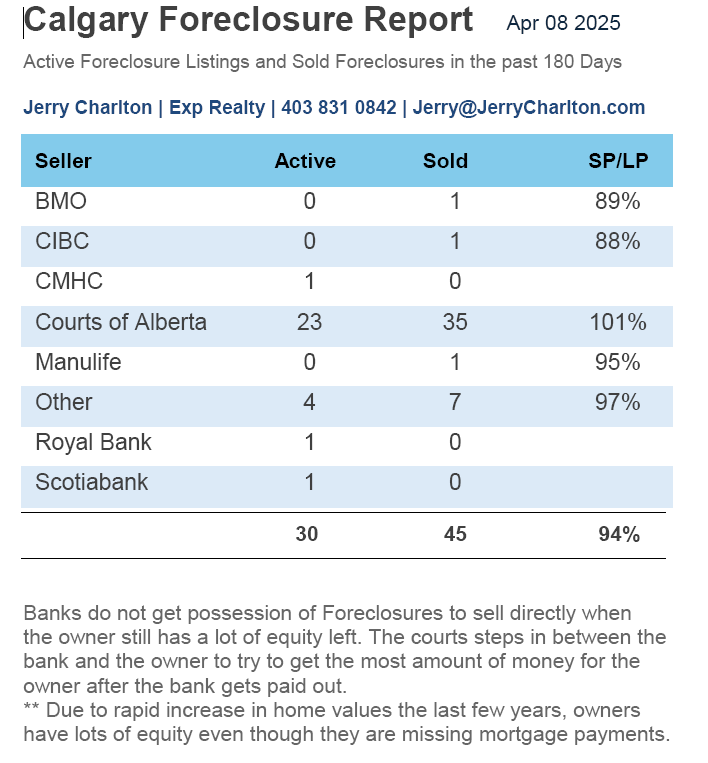 Calgary Foreclosure Report Apr 08 2025
Active Foreclosure Listings and Sold Foreclosures in the past 180 Days
Jerry Charlton | Exp Realty | 403 831 0842 | Jerry@JerryCharlton.com
Seller Active Sold SP/LP
BMO 0 1 89%
CIBC 0 1 88%
CMHC 1 0
Courts of Alberta 23 35 101%
Manulife 0 1 95%
Other 4 7 97%
Royal Bank 1 0
Scotiabank 1 0
30 45 94%
Banks do not get possession of Foreclosures to sell directly when
the owner still has a lot of equity left. The courts steps in between the
bank and the owner to try to get the most amount of money for the
owner after the bank gets paid out.
** Due to rapid increase in home values the last few years, owners
have lots of equity even though they are missing mortgage payments.